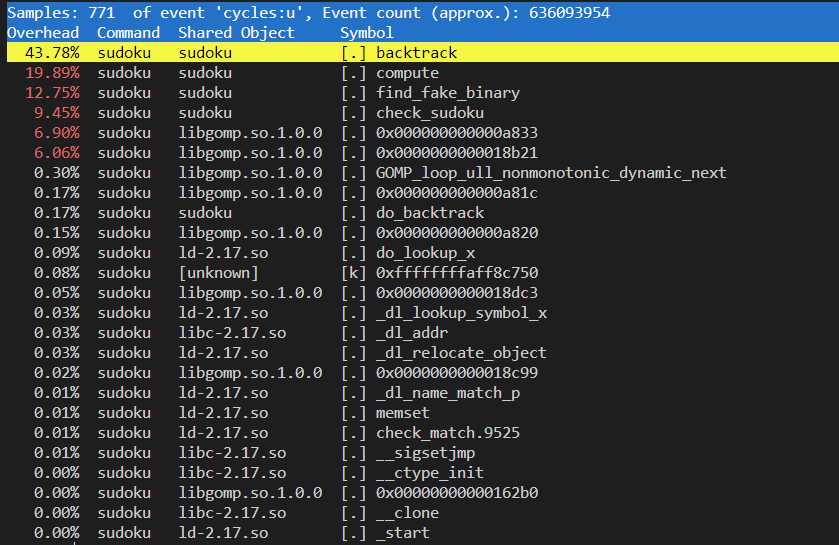 Samples: 771  of event 'cycles:u', Event count (approx.): 636093954
Overhead  Command  Shared Object     Symbol
43.78%  sudoku   sudoku            [.] backtrack
19.89%  sudoku   sudoku            [.] compute
12.75%  sudoku   sudoku            [.] find_fake_binary
9.45%  sudoku   sudoku            [.] check_sudoku
6.90%  sudoku   libgomp.so.1.0.0  [.] 0x000000000000a833
6.06%  sudoku   libgomp.so.1.0.0  [.] 0x0000000000018b21
0.30%  sudoku   libgomp.so.1.0.0  [.] GOMP_loop_ull_nonmonotonic_dynamic_next
0.17%  sudoku   libgomp.so.1.0.0  [.] 0x000000000000a81c
0.17%  sudoku   sudoku            [.] do_backtrack
0.15%  sudoku   libgomp.so.1.0.0  [.] 0x000000000000a820
0.09%  sudoku   ld-2.17.so        [.] do_lookup_x
0.08%  sudoku   [unknown]         [k] 0xffffffffaff8c750
0.05%  sudoku   libgomp.so.1.0.0  [.] 0x0000000000018dc3
0.03%  sudoku   ld-2.17.so        [.] _dl_lookup_symbol_x
0.03%  sudoku   libc-2.17.so      [.] _dl_addr
0.03%  sudoku   ld-2.17.so        [.] _dl_relocate_object
0.02%  sudoku   libgomp.so.1.0.0  [.] 0x0000000000018c99
0.01%  sudoku   ld-2.17.so        [.] _dl_name_match_p
0.01%  sudoku   ld-2.17.so        [.] memset
0.01%  sudoku   ld-2.17.so        [.] check_match.9525
0.01%  sudoku   libc-2.17.so      [.] __sigsetjmp
0.00%  sudoku   libc-2.17.so      [.] __ctype_init
0.00%  sudoku   libgomp.so.1.0.0  [.] 0x00000000000162b0
0.00%  sudoku   libc-2.17.so      [.] __clone
0.00%  sudoku   ld-2.17.so        [.] _start